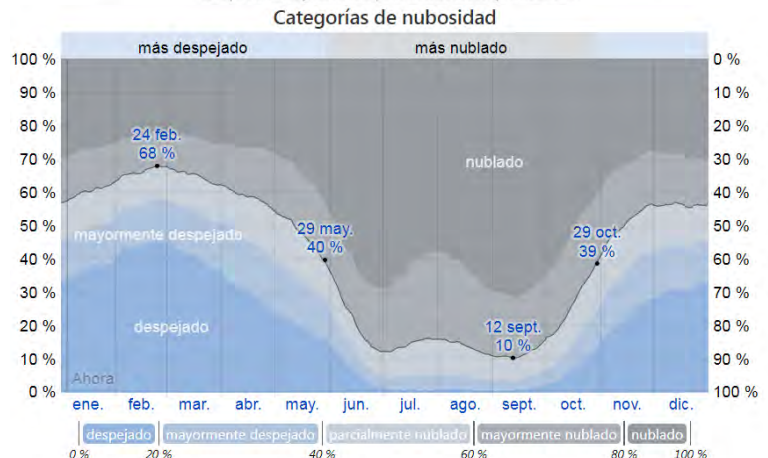 Categorías de nubosidad
más despejado más nublado
100 % 0 %
90 % 10 %
80 % 20 %
24 feb.
68 %
70 % nublado 30 %
60 % 40 %
50 % 50 %
mayormente despejado
29 may.
40 %
29 oct.
39 %
40 % 60 %
30 % 70 %
20 % despejado 80 %
12 sept.
10 %
10 % 90 %
Ahora
0 % 100 %
ene. feb. mar. abr. may. jun. jul. ago. sept. oct. nov. dic.
despejado mayormente despejado parcialmente nublado mayormente nublado nublado
0 % 20 % 40 % 60 % 80 % 100 %